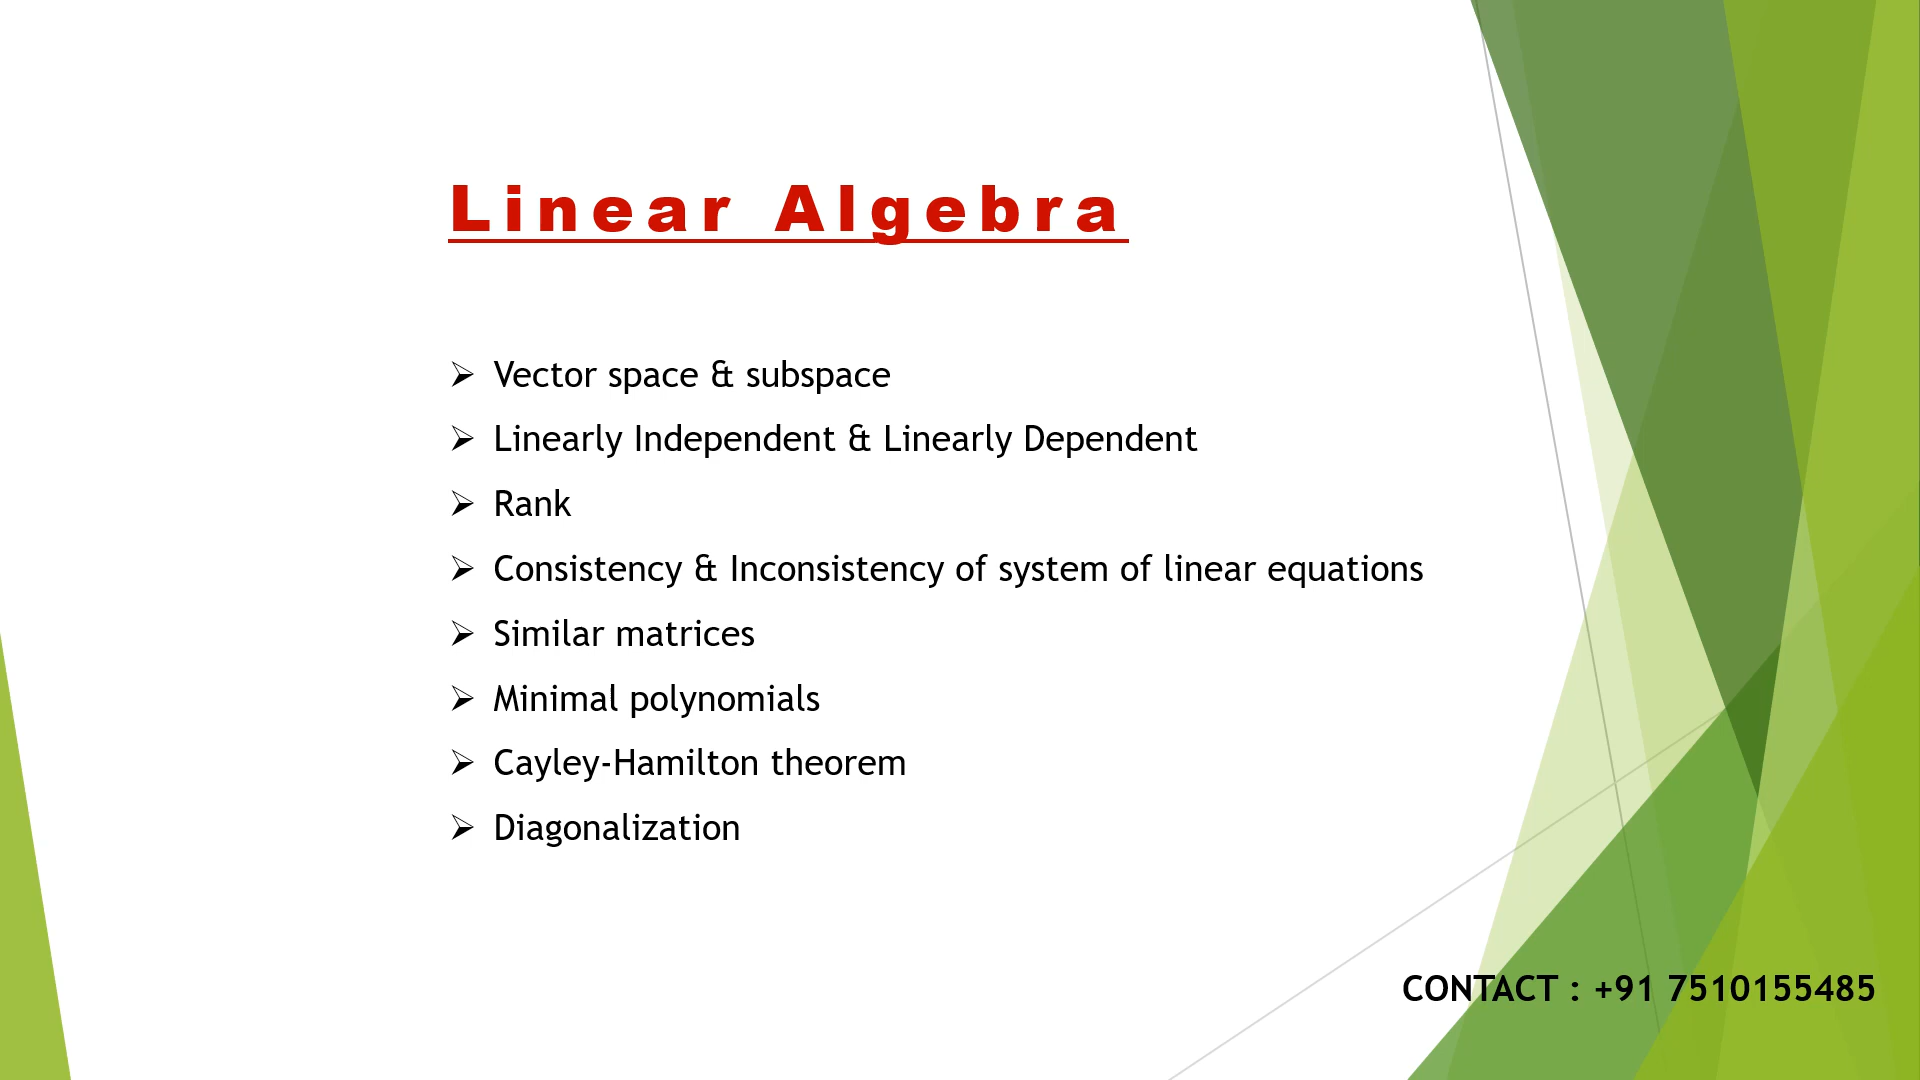 Linear Algebra
➢ Vector space & subspace
➢ Linearly Independent & Linearly Dependent
➢ Rank
➢ Consistency & Inconsistency of system of linear equations
➢ Similar matrices
➢ Minimal polynomials
➢ Cayley-Hamilton theorem
➢ Diagonalization
CONTACT : +91 7510155485